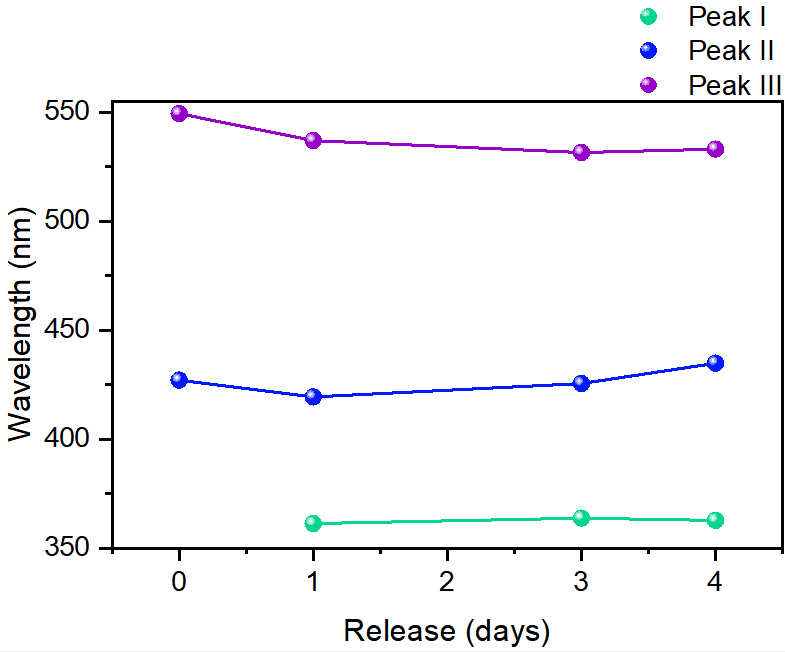 Peak I
Peak II
Peak III
550
500
450
400
350
Wavelength (nm)
0 1 2 3 4
Release (days)